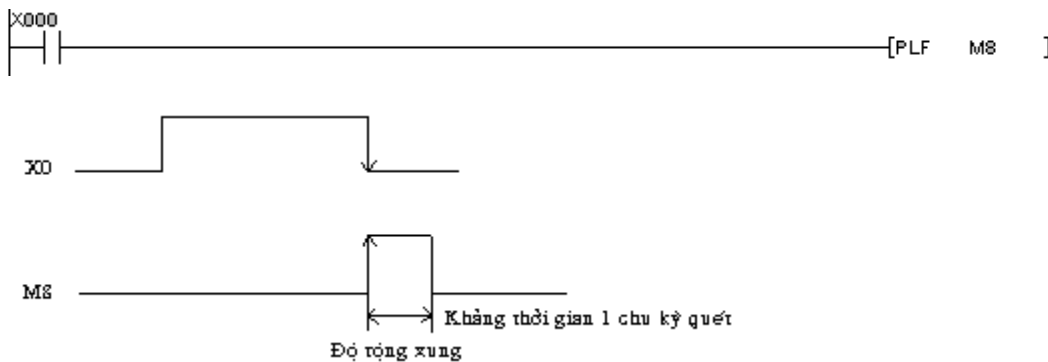 X000
[PLF M8 ]
X0
M8
Khảng thời gian 1 chu kỳ quét
Độ rộng xung